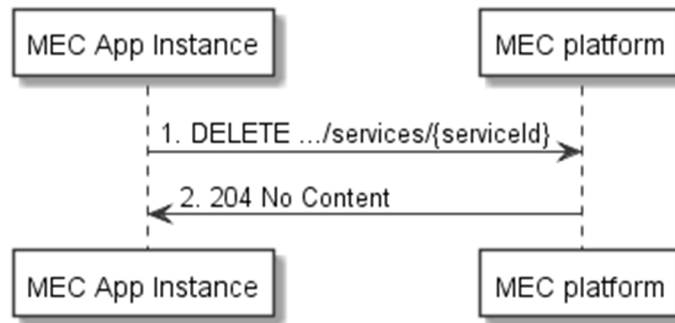 MEC App Instance
MEC platform
1. DELETE .../services/{serviceId}
2. 204 No Content
MEC App Instance
MEC platform